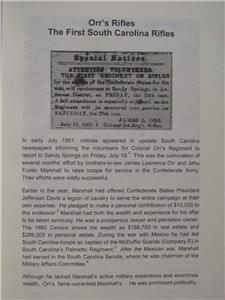 Orr's Rifles
The First South Carolina Rifles
Special Notices.
ATTENTION VOLUNTEERS.
THE FIRST REGIMENT OF RIFLES
for the service of the Confederate States for the
war, will rendezvous at Sandy Springs, in An-
derson District, on FRIDAY, the 19th inst.
A full attendance is especially enjoined, as the
Regiment will be mustered into service on
SATURDAY, the 20th inst.
JAMES L. ORR,
July 11, 1861 Colonel 1st Reg't. Rifles.
In early July 1861, notices appeared in upstate South Carolina
newspapers informing the volunteers for Colonel Orr's Regiment to
report to Sandy Springs on Friday, July 19.1 This was the culmination of
several months' effort by brothers-in-law James Lawrence Orr and Jehu
Foster Marshall to raise troops for service in the Confederate Army.
Their efforts were wildly successful.
Earlier in the year, Marshall had offered Confederate States President
Jefferson Davis a legion of cavalry to serve the entire campaign at their
own expense. He pledged to make a personal contribution of $10,000 to
this endeavor.2 Marshall had both the wealth and experience for his offer
to be taken seriously. He was a prosperous lawyer and plantation owner.
The 1860 Census shows his wealth as $188,700 in real estate and
$288,005 in personal estate. During the war with Mexico he had led
South Carolina troops as captain of the McDuffie Guards (Company E) in
South Carolina's Palmetto Regiment.3 After the Mexican war, Marshall
had served in the South Carolina Senate, where he was chairman of the
Military Affairs Committee.4
Although he lacked Marshall's active military experience and enormous
wealth, Orr's fame outranked Marshall's. He was prominent politically,